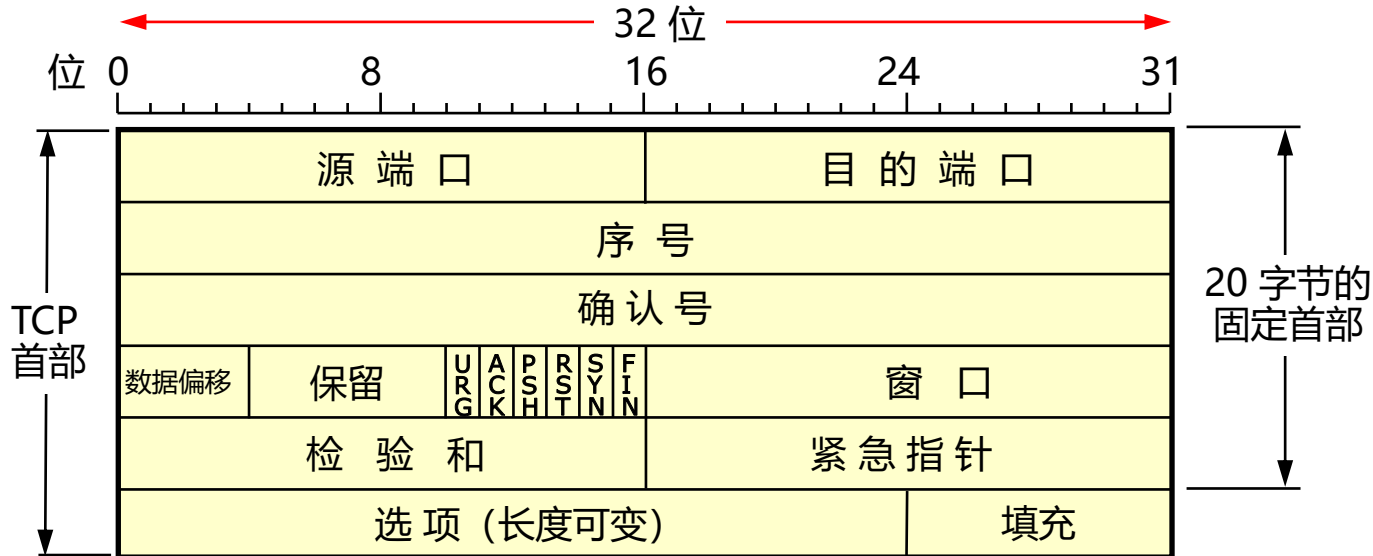 32 位
位 0 8 16 24 31
源 端 口 目 的 端 口
序 号
确 认 号
TCP
首部
20 字节的
固定首部
数据偏移 保留 URG ACK PSH RST SYN FIN 窗 口
检 验 和 紧 急 指 针
选 项 (长度可变) 填充